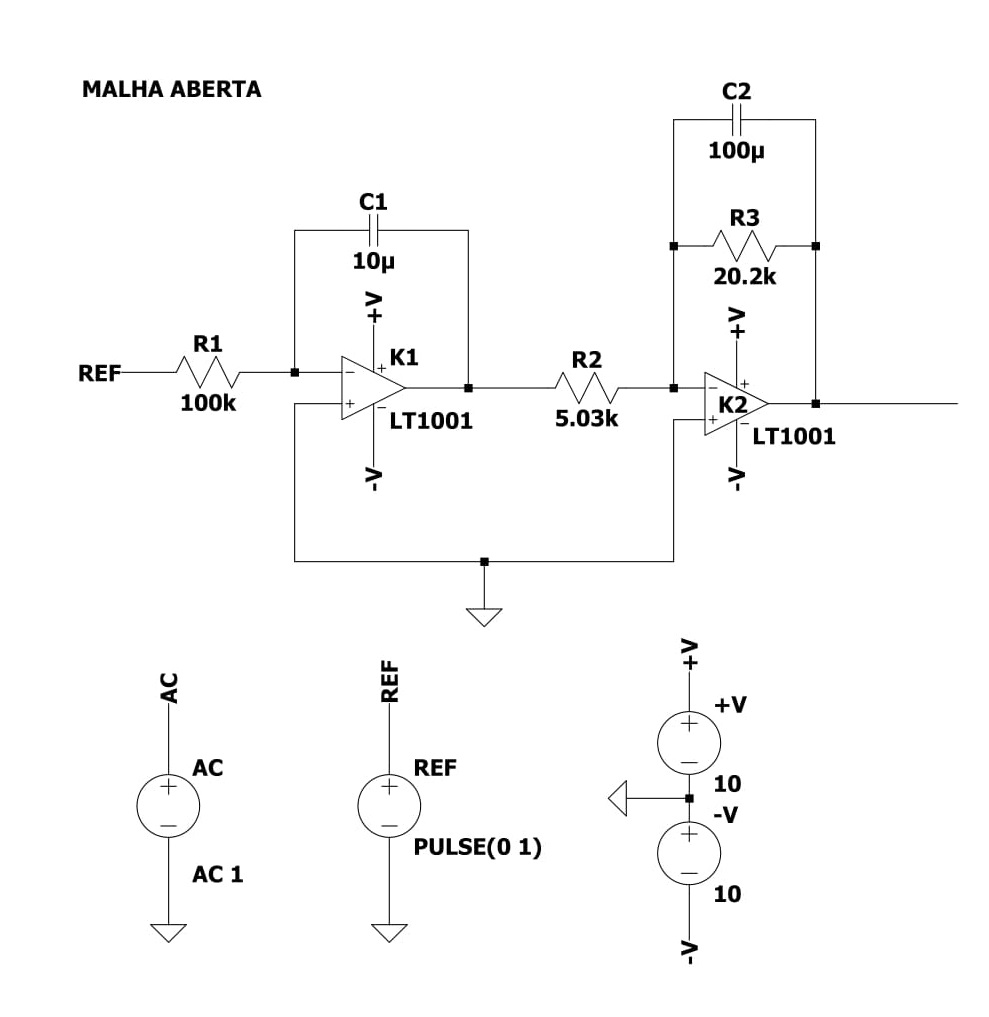 MALHA ABERTA
C2
100µ
C1
10µ
R3
20.2k
+V
+V
REF
R1
100k
K1
LT1001
R2
5.03k
K2
LT1001
-V
-V
AC
AC
AC 1
REF
REF
PULSE(0 1)
+V
+V
10
-V
10
-V